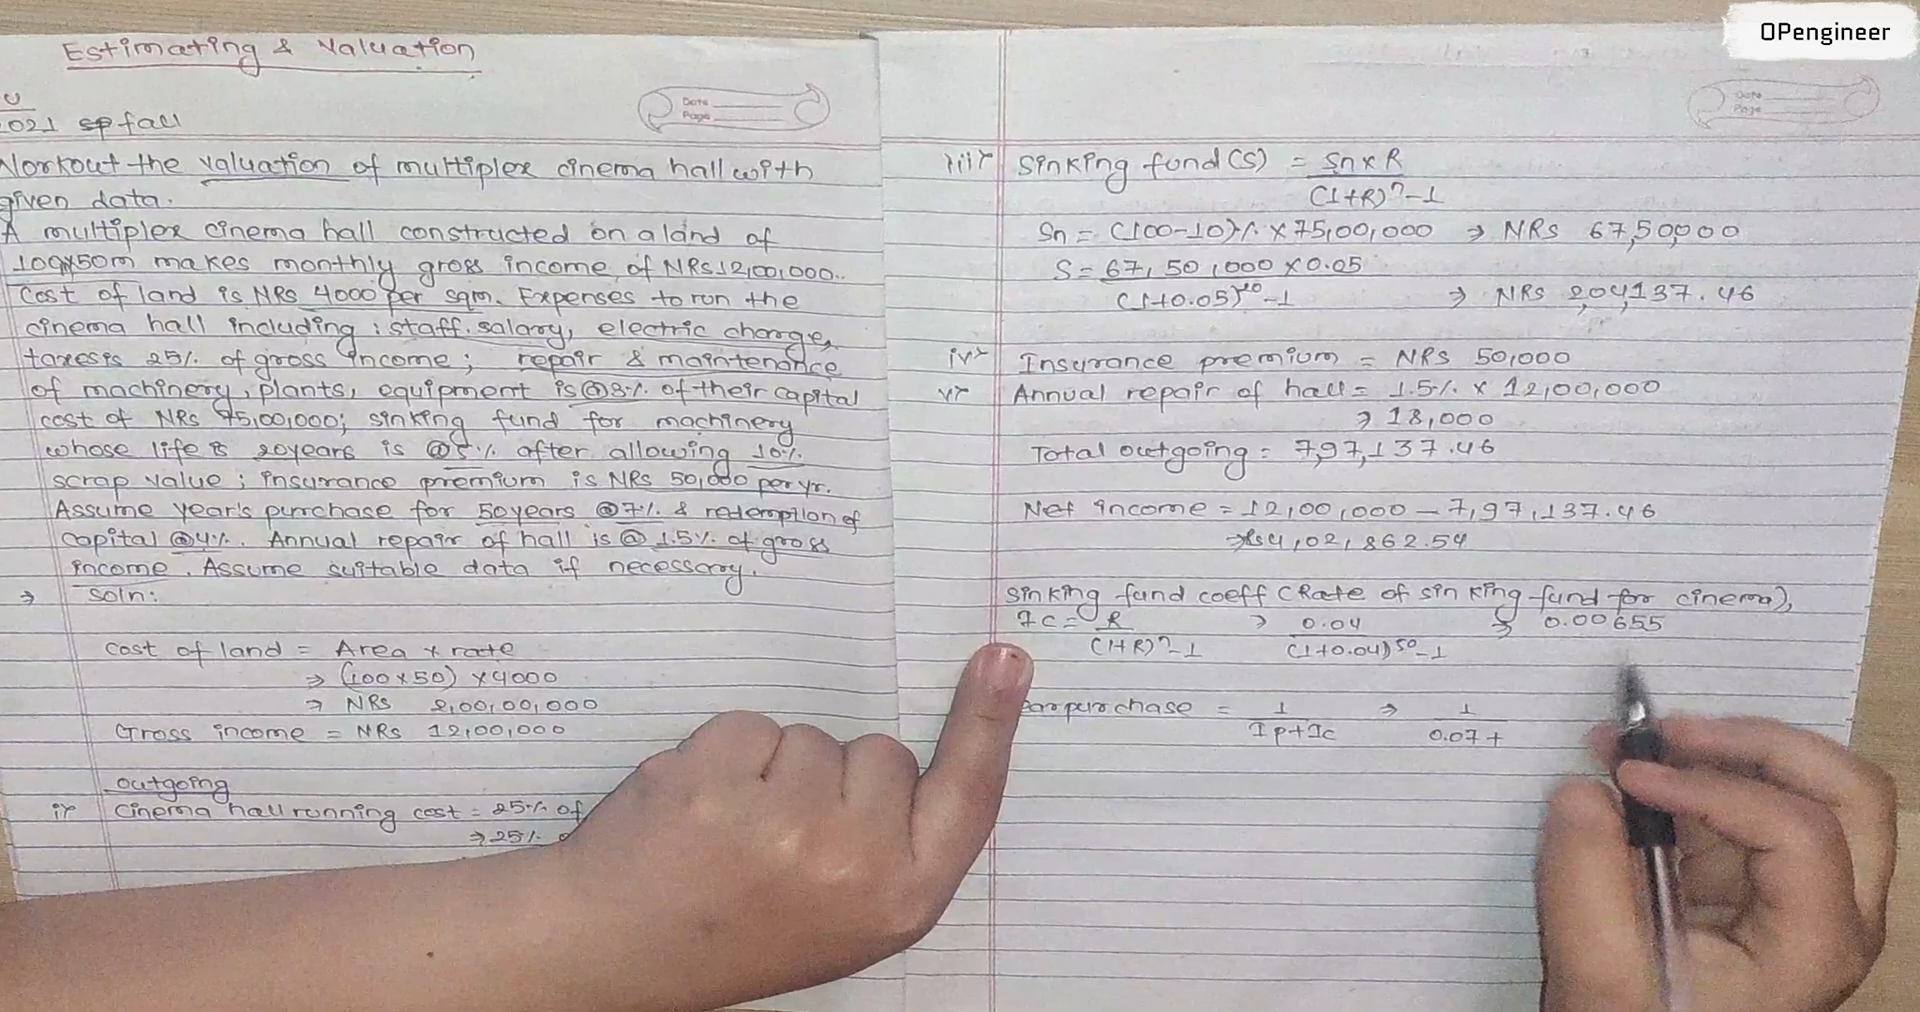 OPengineer
Estimating & Valuation
Date
Page
2021 sp fall
Workout the valuation of multiplex cinema hall with
given data.
A multiplex cinema hall constructed on a land of
100x50m makes monthly gross income of NRs 12,00,000.
Cost of land is NRs 4000 per sqm. Expenses to run the
cinema hall including : staff salary, electric charge,
taxes is 25% of gross income ; repair & maintenance
of machinery, plants, equipment is @ 8% of their capital
cost of NRs 75,00,000; sinking fund for machinery
whose life is 20years is @5% after allowing 10%
scrap value ; insurance premium is NRs 50,000 per yr.
Assume year's purchase for 50years @7% & redemption of
capital @4%. Annual repair of hall is @ 1.5% of gross
income. Assume suitable data if necessary.
⇒ soln:
Cost of land = Area x rate
⇒ (100x50) x4000
⇒ NRs 2,00,00,000
Gross income = NRs 12,00,000
outgoing
i> Cinema hall running cost = 25% of
⇒ 25%
Date
Page
iii> Sinking fund (S) = Sn x R
(1+R)^n-1
Sn = (100-10)% x 75,00,000 ⇒ NRs 67,50,000
S = 67,50,000 x 0.05
(1+0.05)^20-1 ⇒ NRs 204,137.46
iv> Insurance premium = NRs 50,000
v> Annual repair of hall = 1.5% x 12,00,000
⇒ 18,000
Total outgoing = 7,97,137.46
Net income = 12,00,000 - 7,97,137.46
⇒ Rs 4,02,862.54
Sinking fund coeff (Rate of sinking fund for cinema),
Ic = R ⇒ 0.04 ⇒ 0.00655
(1+R)^n-1 (1+0.04)^50-1
purchase = 1 ⇒ 1
Ip+Ic 0.07+